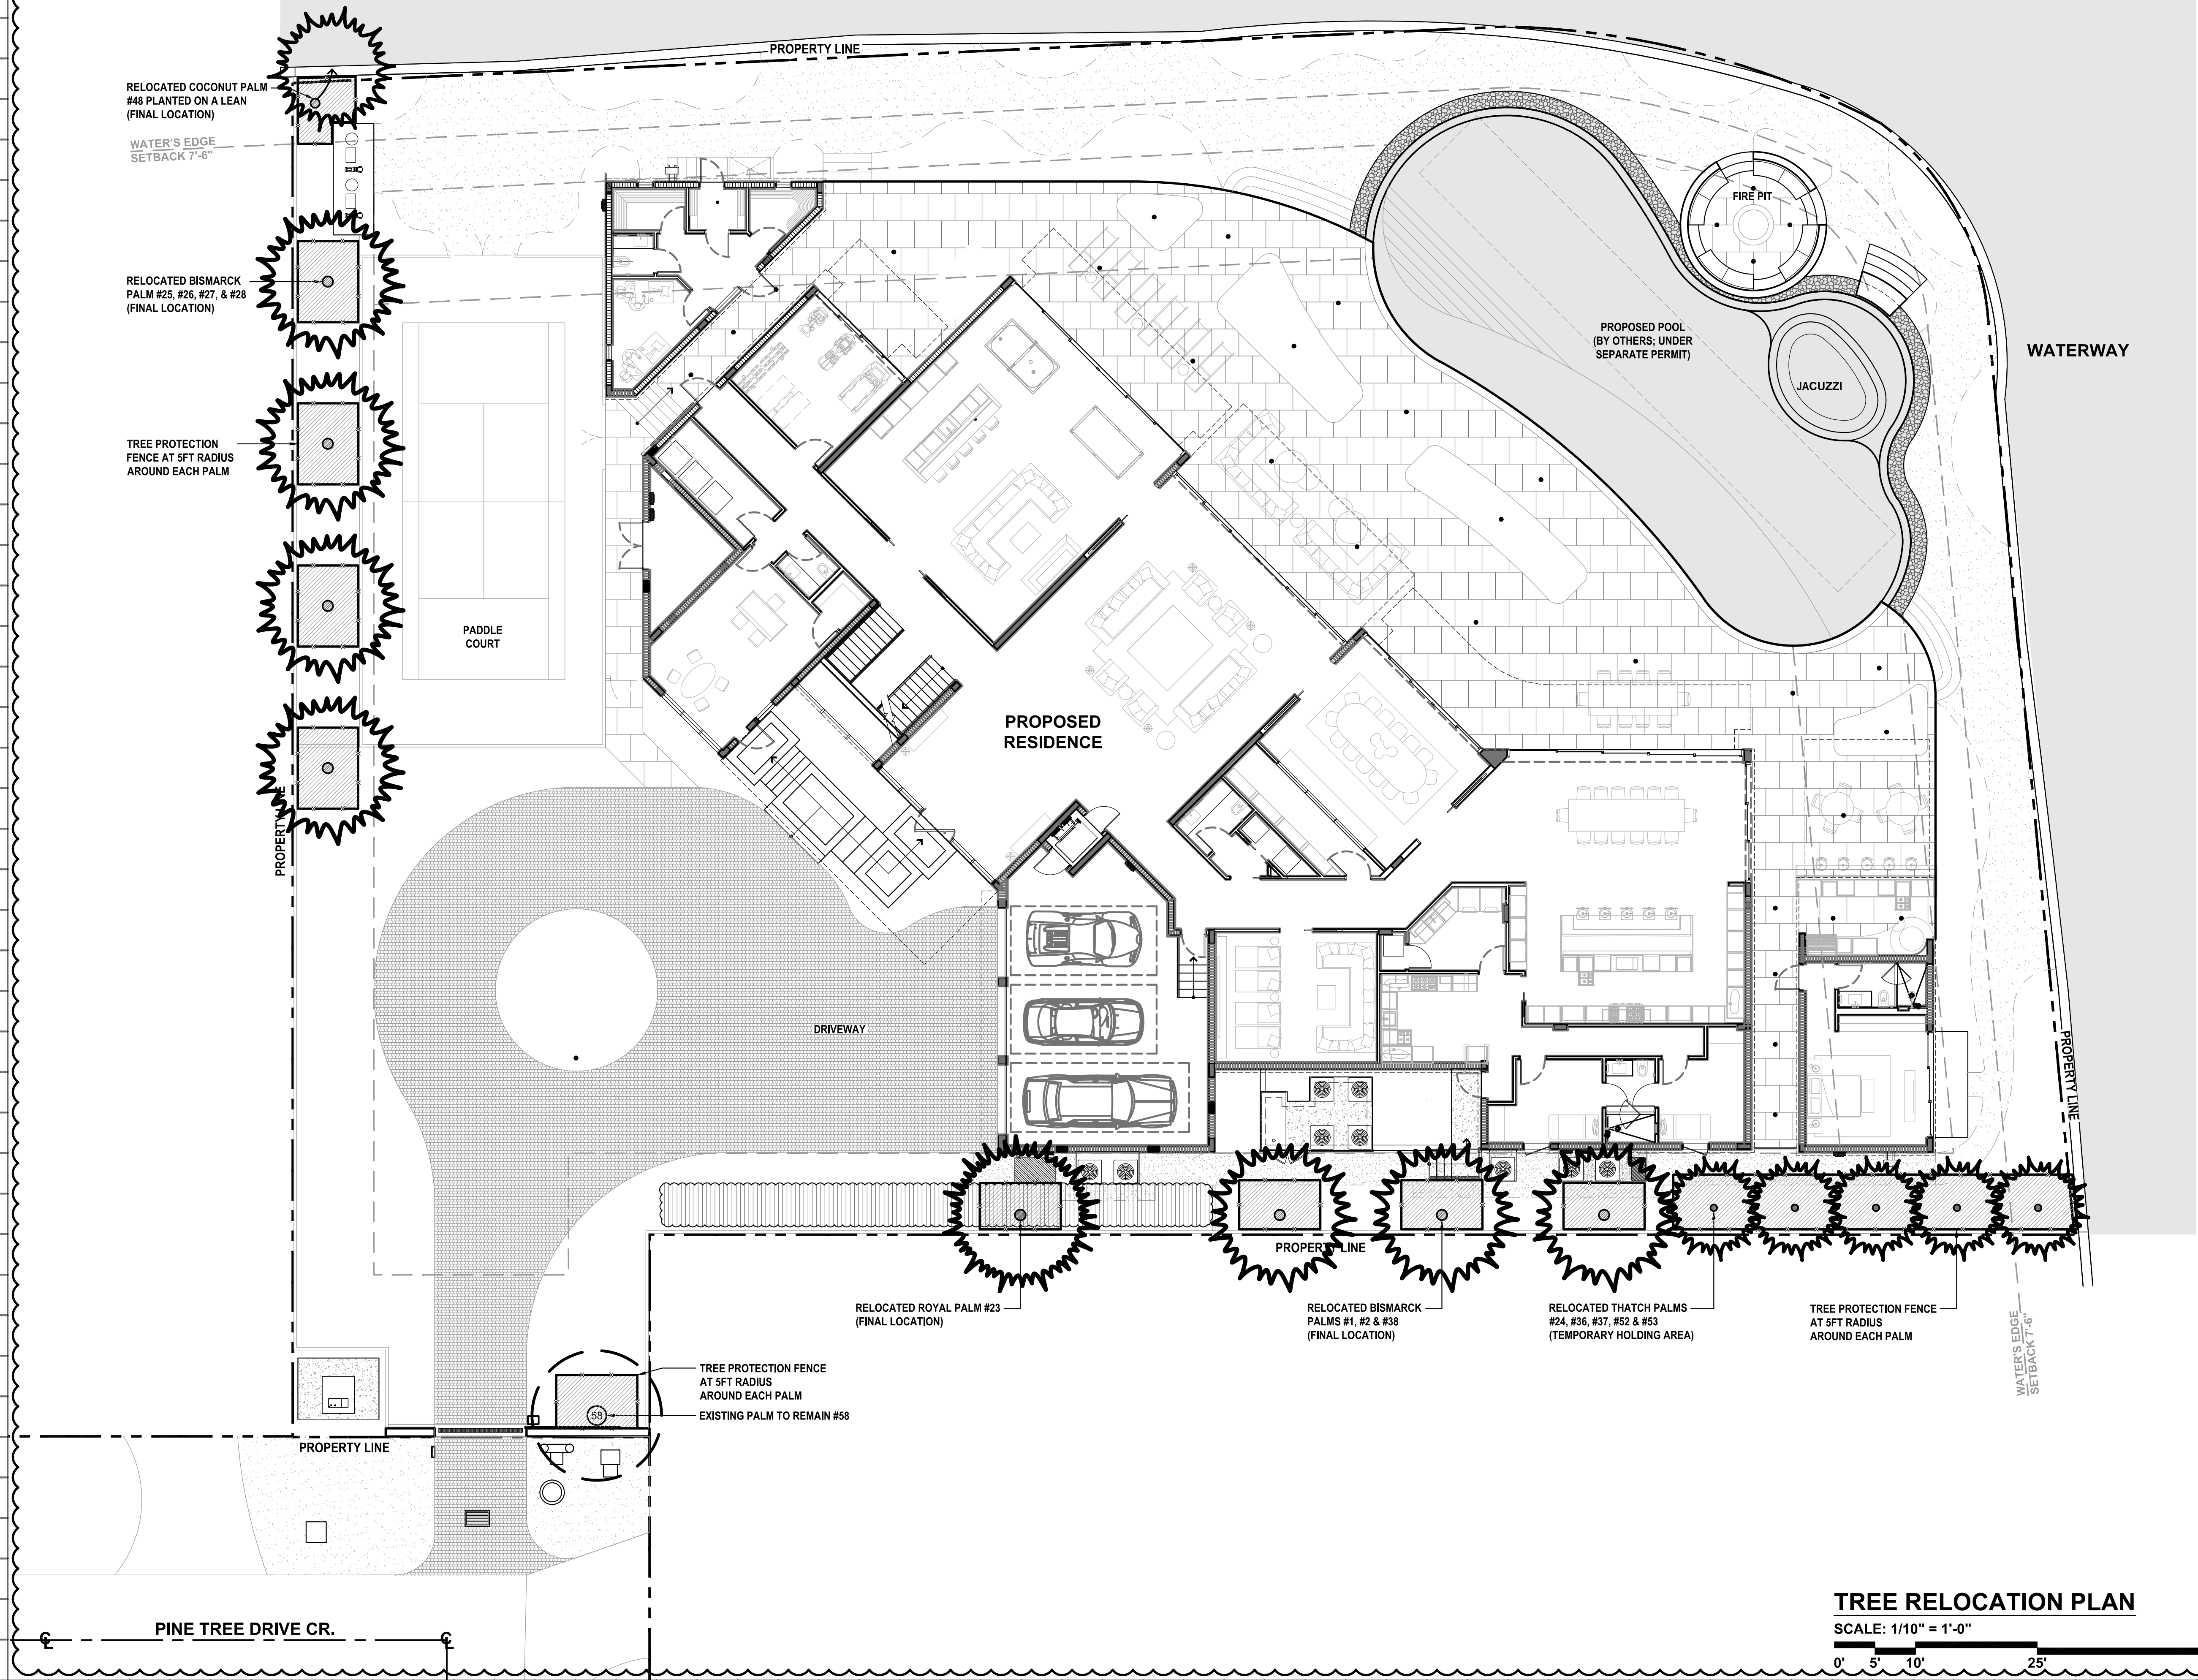 PROPERTY LINE
RELOCATED COCONUT PALM
#48 PLANTED ON A LEAN
(FINAL LOCATION)
WATER'S EDGE
SETBACK 7'-6"
FIRE PIT
RELOCATED BISMARCK
PALM #25, #26, #27, & #28
(FINAL LOCATION)
PROPOSED POOL
(BY OTHERS; UNDER
SEPARATE PERMIT)
WATERWAY
JACUZZI
TREE PROTECTION
FENCE AT 5FT RADIUS
AROUND EACH PALM
PADDLE
COURT
PROPOSED
RESIDENCE
PROPERTY LINE
DRIVEWAY
PROPERTY LINE
PROPERTY LINE
RELOCATED ROYAL PALM #23
(FINAL LOCATION)
RELOCATED BISMARCK
PALMS #1, #2 & #38
(FINAL LOCATION)
RELOCATED THATCH PALMS
#24, #36, #37, #52 & #53
(TEMPORARY HOLDING AREA)
TREE PROTECTION FENCE
AT 5FT RADIUS
AROUND EACH PALM
WATER'S EDGE
SETBACK 7'-6"
TREE PROTECTION FENCE
AT 5FT RADIUS
AROUND EACH PALM
58
EXISTING PALM TO REMAIN #58
PROPERTY LINE
TREE RELOCATION PLAN
SCALE: 1/10" = 1'-0"
0' 5' 10' 25'
PINE TREE DRIVE CR.